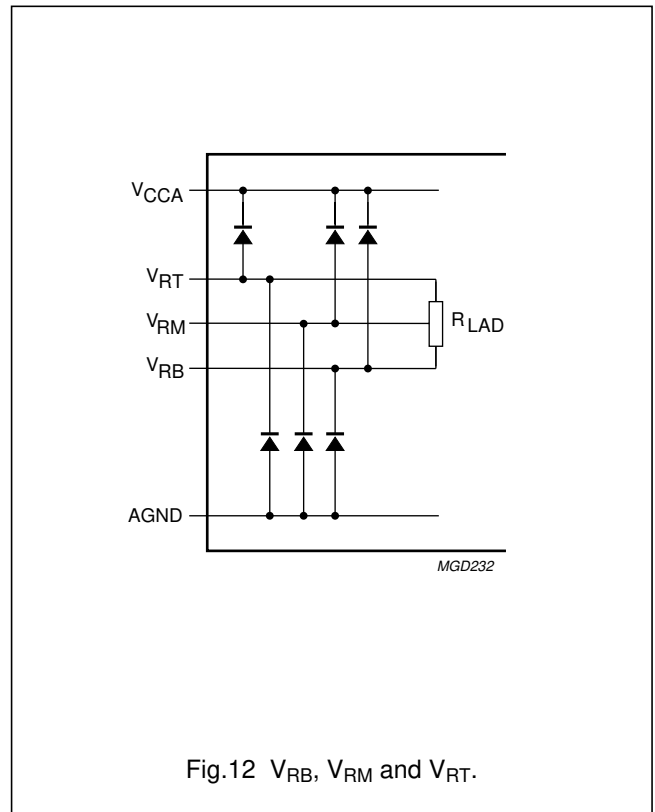 VCCA
VRT
VRM
RLAD
VRB
AGND
MGD232
Fig.12 VRB, VRM and VRT.